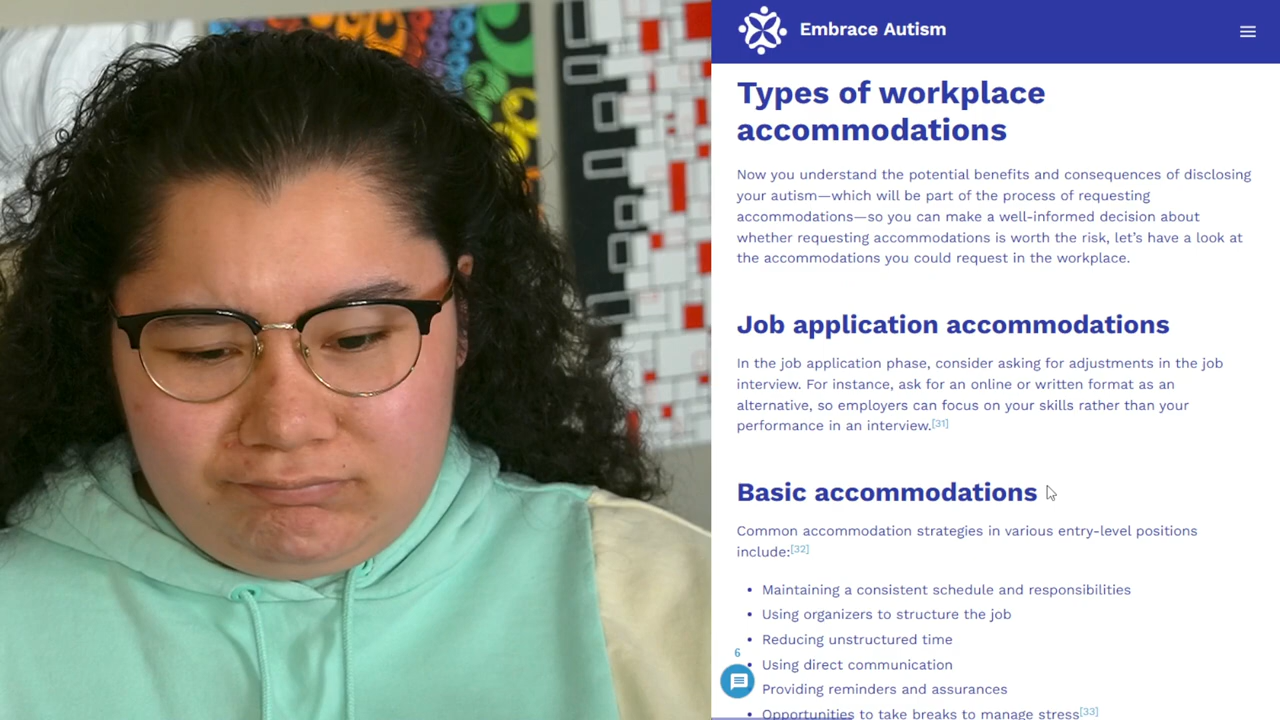 Embrace Autism
Types of workplace
accommodations
Now you understand the potential benefits and consequences of disclosing
your autism—which will be part of the process of requesting
accommodations—so you can make a well-informed decision about
whether requesting accommodations is worth the risk, let’s have a look at
the accommodations you could request in the workplace.
Job application accommodations
In the job application phase, consider asking for adjustments in the job
interview. For instance, ask for an online or written format as an
alternative, so employers can focus on your skills rather than your
performance in an interview.[31]
Basic accommodations
Common accommodation strategies in various entry-level positions
include:[32]
• Maintaining a consistent schedule and responsibilities
• Using organizers to structure the job
• Reducing unstructured time
6
• Using direct communication
• Providing reminders and assurances
• Opportunities to take breaks to manage stress[33]